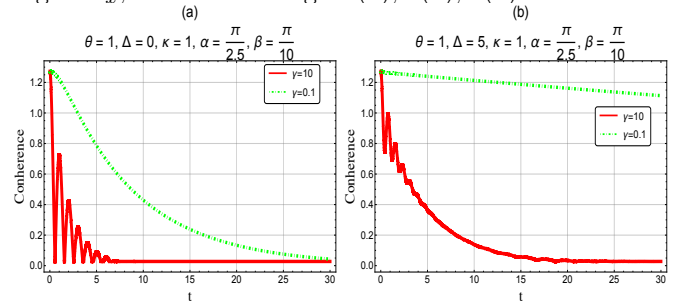 (a)
(b)
θ = 1, Δ = 0, κ = 1, α = π/2.5, β = π/10
θ = 1, Δ = 5, κ = 1, α = π/2.5, β = π/10
γ=10
γ=0.1
Coherence
1.2
1.0
0.8
0.6
0.4
0.2
0.0
0
5
10
15
20
25
30
t
γ=10
γ=0.1
Coherence
1.2
1.0
0.8
0.6
0.4
0.2
0.0
0
5
10
15
20
25
30
t